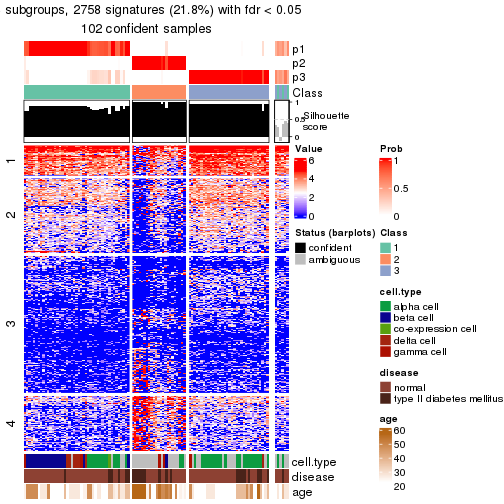 subgroups, 2758 signatures (21.8%) with fdr < 0.05
102 confident samples
p1
p2
p3
Class
1
0.5
0
Silhouette
score
1
2
3
4
Value
6
4
2
0
Prob
1
0.5
0
Status (barplots)
confident
ambiguous
Class
1
2
3
cell.type
alpha cell
beta cell
co-expression cell
delta cell
gamma cell
disease
normal
type II diabetes mellitus
age
60
50
40
30
20
cell.type
disease
age